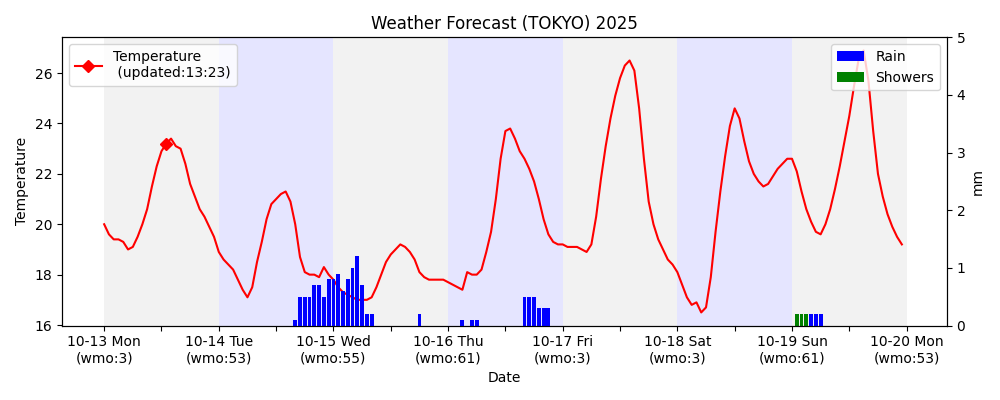 Weather Forecast (TOKYO) 2025
Temperature
(updated:13:23)
Rain
Showers
Temperature
26
24
22
20
18
16
5
4
3
2
1
0
mm
10-13 Mon
(wmo:3)
10-14 Tue
(wmo:53)
10-15 Wed
(wmo:55)
10-16 Thu
(wmo:61)
10-17 Fri
(wmo:3)
10-18 Sat
(wmo:3)
10-19 Sun
(wmo:61)
10-20 Mon
(wmo:53)
Date